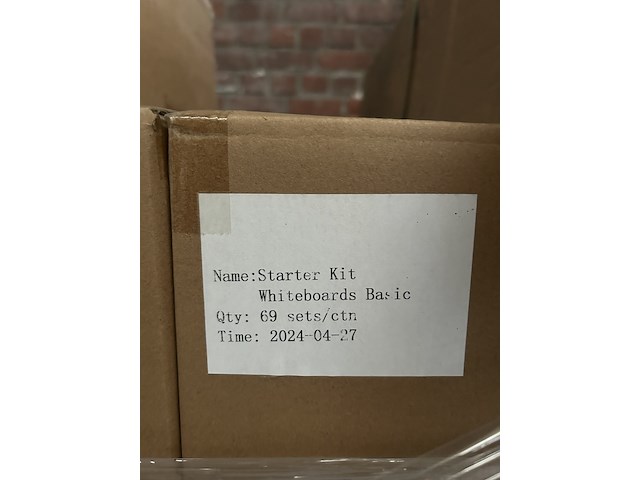 Name:Starter Kit
Whiteboards Basic
Qty: 69 sets/ctn
Time: 2024-04-27